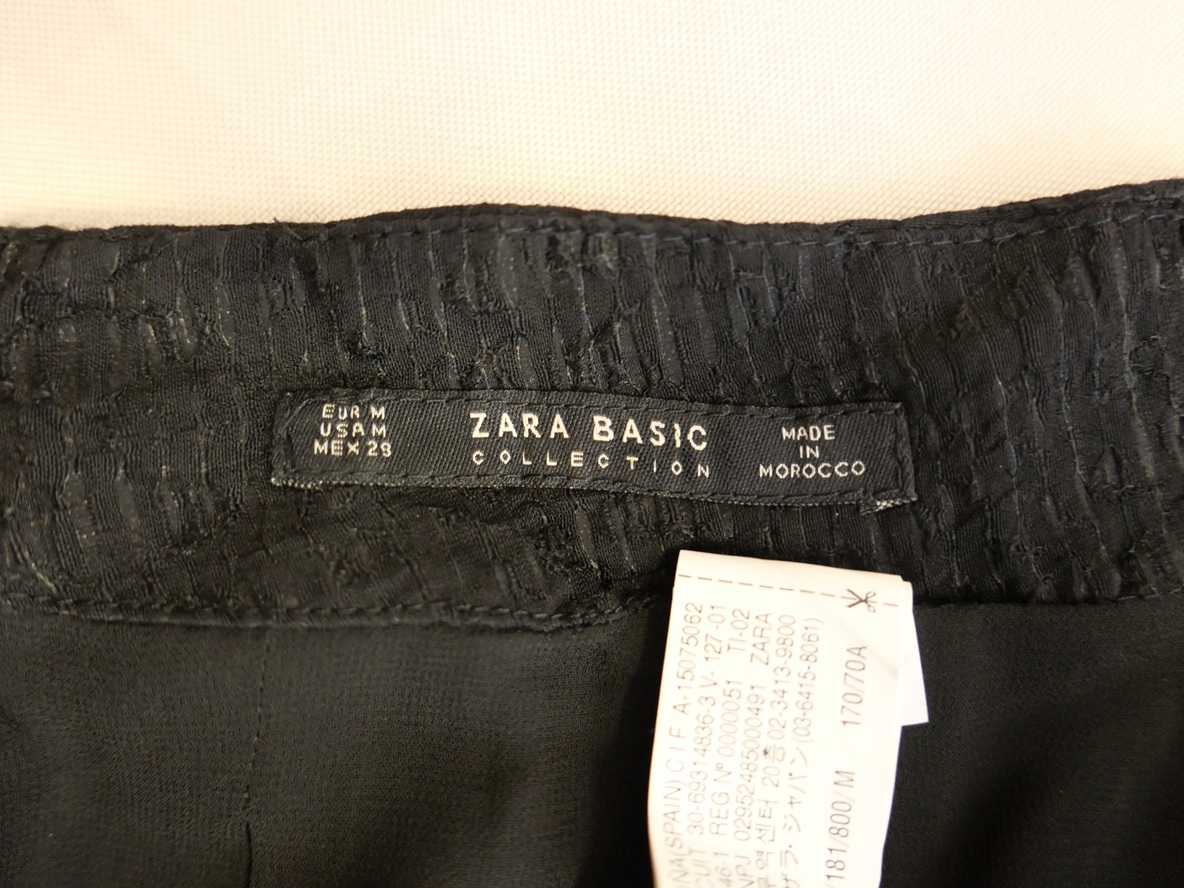 EUR M
USA M
MEX 28
ZARA BASIC
COLLECTION
MADE
IN
MOROCCO
(SPAIN) C I F A-15075062
30-69314836-3 V-127-01
REG Nº 0000051 TI-02
029524850000491 ZARA
20층 02-3413-9800
ザラ・ジャパン (03-6415-8061)
/181/800/M 170/70A